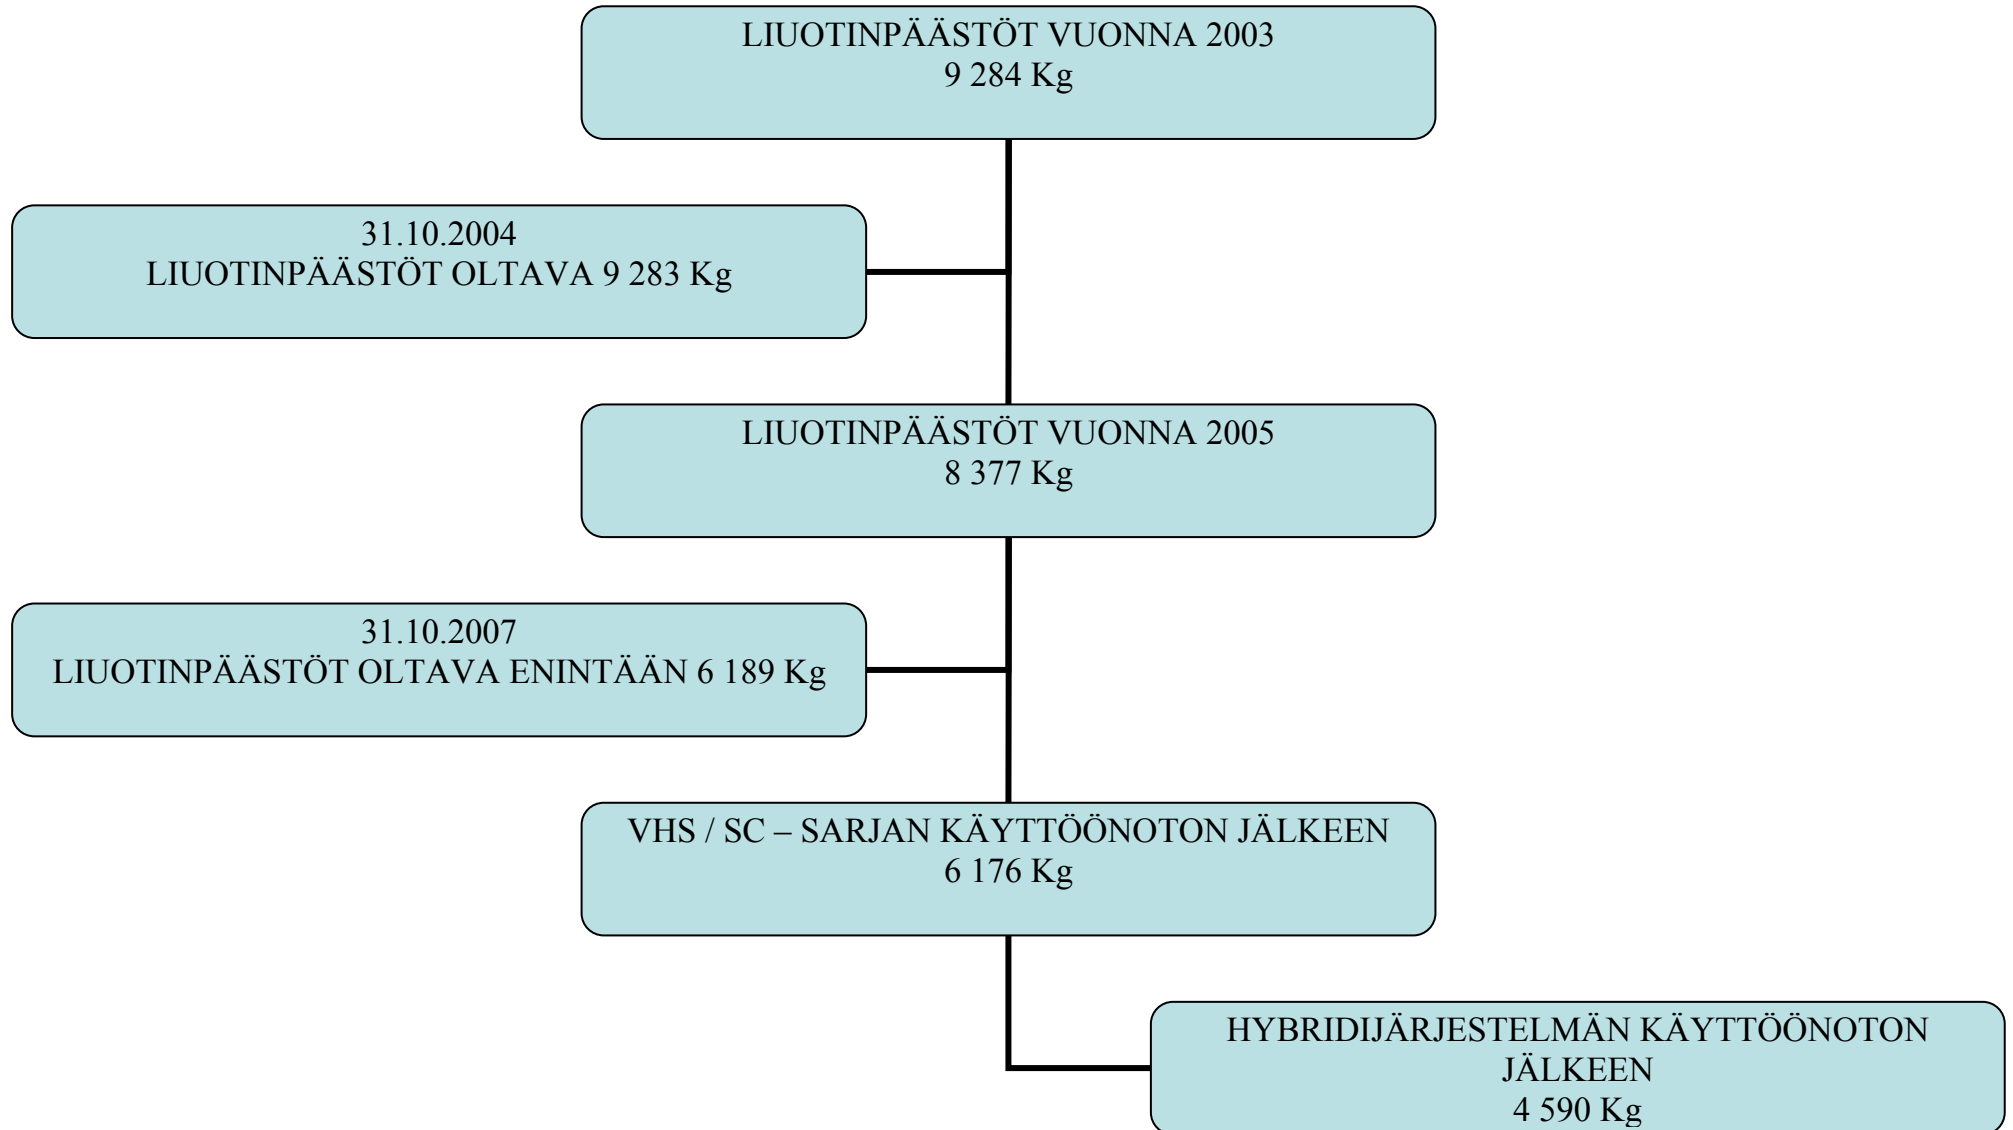 LIUOTINPÄÄSTÖT VUONNA 2003
9 284 Kg
31.10.2004
LIUOTINPÄÄSTÖT OLTAVA 9 283 Kg
LIUOTINPÄÄSTÖT VUONNA 2005
8 377 Kg
31.10.2007
LIUOTINPÄÄSTÖT OLTAVA ENINTÄÄN 6 189 Kg
VHS / SC – SARJAN KÄYTTÖÖNOTON JÄLKEEN
6 176 Kg
HYBRIDIJÄRJESTELMÄN KÄYTTÖÖNOTON
JÄLKEEN
4 590 Kg